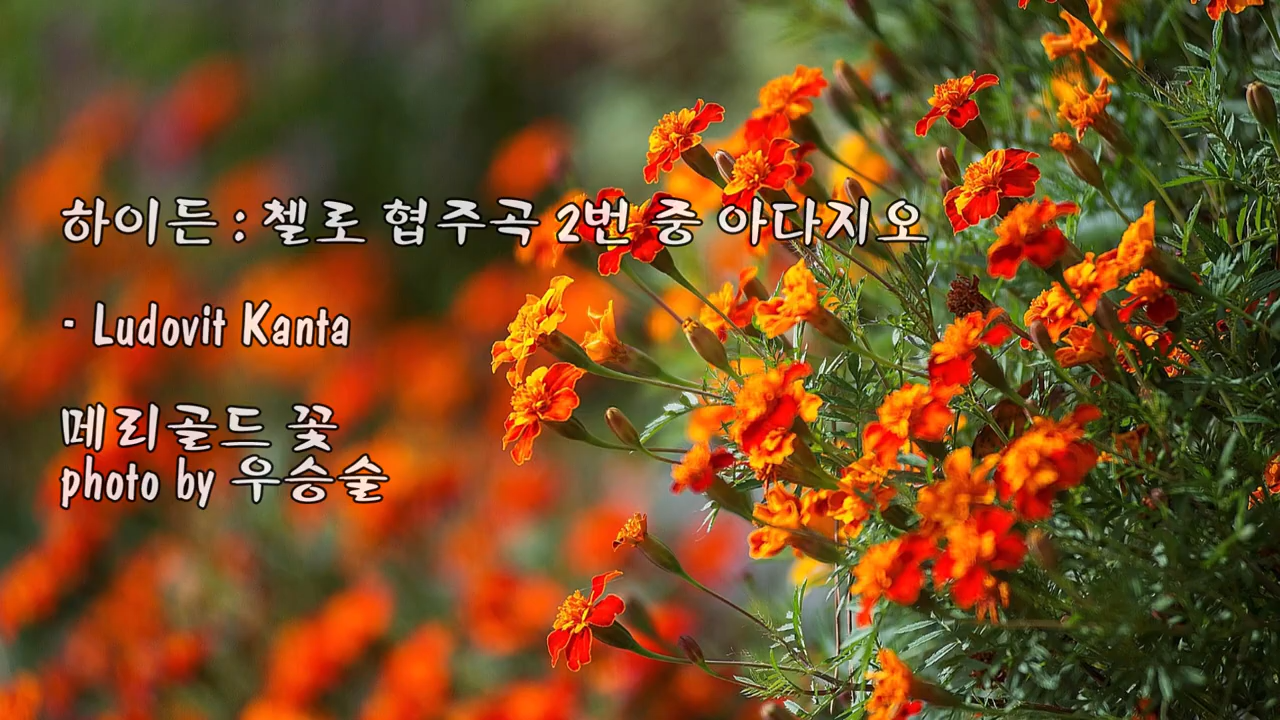 하이든 : 첼로 협주곡 2번 중 아다지오
- Ludovit Kanta
메리골드 꽃
photo by 우승술